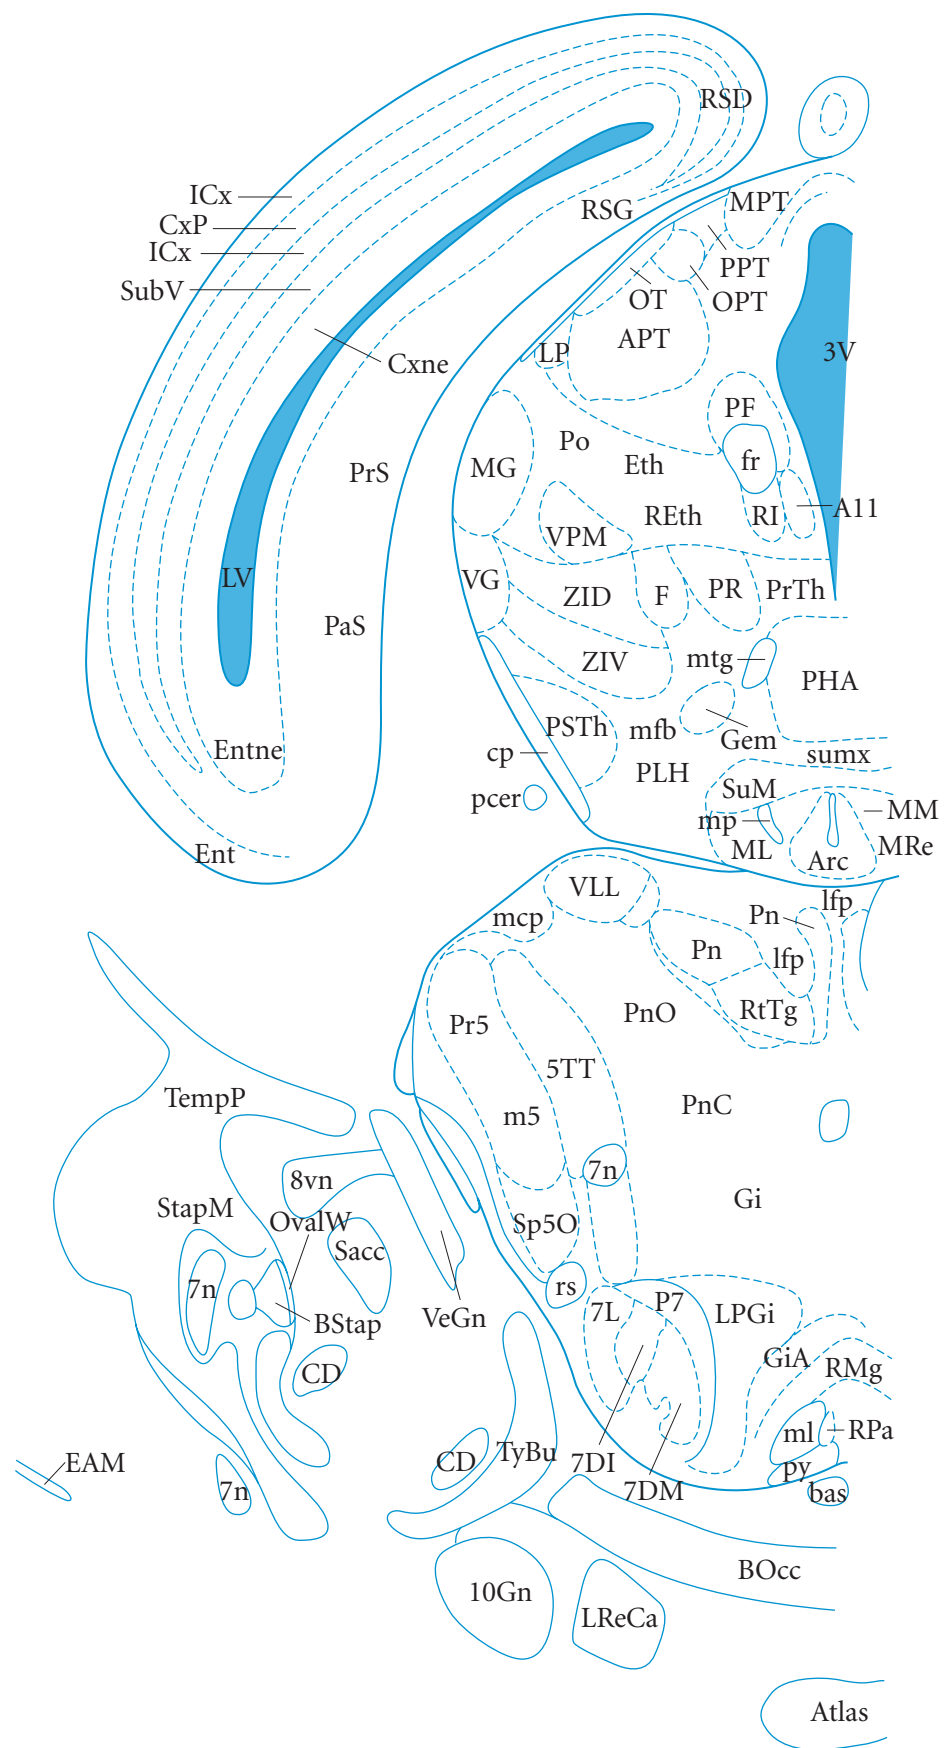 RSD
ICx
MPT
RSG
CxP
ICx
PPT
SubV
OT
OPT
APT
3V
LP
Cxne
PF
Po
fr
Eth
MG
PrS
A11
RI
REth
VPM
LV
VG
ZID
F
PR
PrTh
PaS
ZIV
mtg
PHA
PSTh
mfb
Gem
Entne
cp
sumx
PLH
SuM
pcer
MM
mp
MRe
ML
Arc
Ent
VLL
lfp
Pn
mcp
Pn
lfp
RtTg
PnO
Pr5
5TT
TempP
PnC
m5
7n
8vn
Gi
StapM
OvalW
Sp5O
Sacc
7n
rs
P7
7L
LPGi
VeGn
BStap
GiA
RMg
CD
RPa
ml
TyBu
EAM
CD
7DI
py
7n
7DM
bas
BOcc
10Gn
LReCa
Atlas